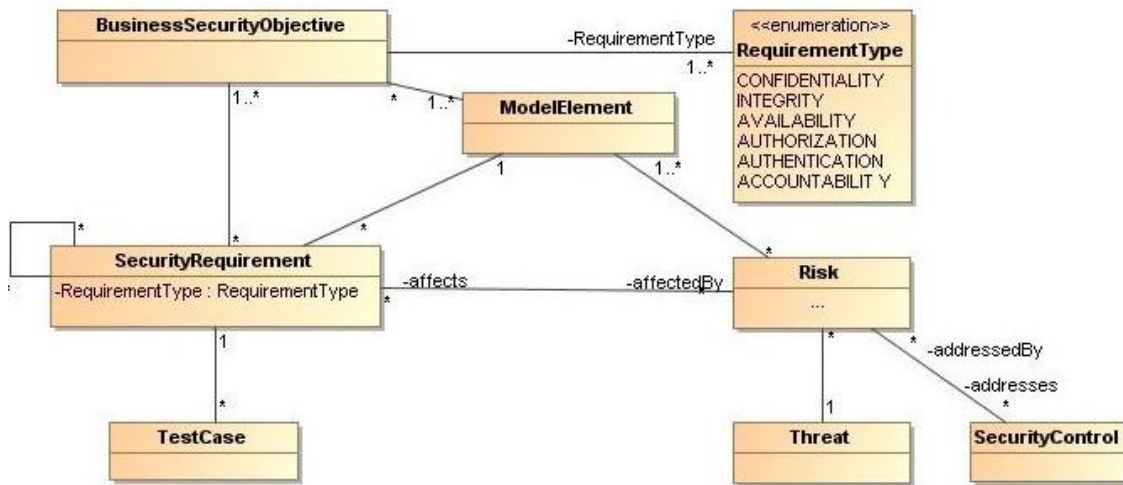 BusinessSecurityObjective
<<enumeration>>
RequirementType
-RequirementType
1..*
CONFIDENTIALITY
INTEGRITY
AVAILABILITY
AUTHORIZATION
AUTHENTICATION
ACCOUNTABILIT Y
1..*
*
1..*
ModelElement
1
1..*
*
*
*
*
*
SecurityRequirement
-RequirementType : RequirementType
-affects
*
-affectedBy
*
Risk
...
1
*
*
*
-addressedBy
-addresses
*
1
TestCase
Threat
SecurityControl